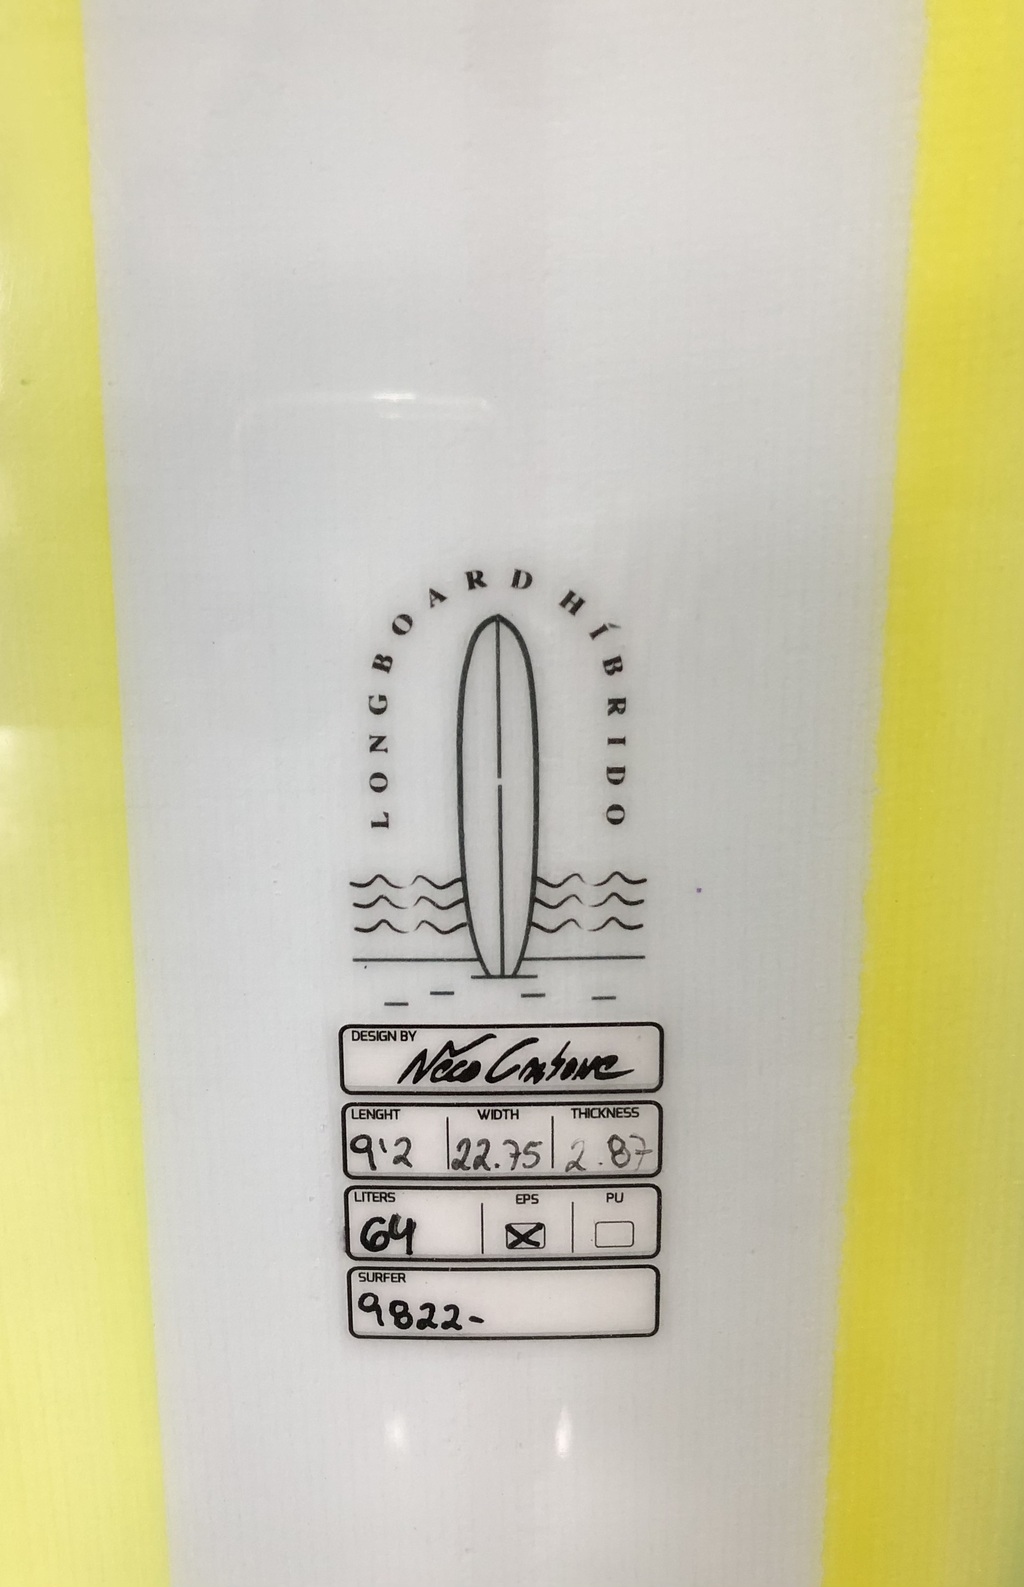 LONGBOARD HÍBRIDO
DESIGN BY
Neco Carbone
LENGHT WIDTH THICKNESS
9'2 22.75 2.87
LITERS EPS PU
64
SURFER
9822-